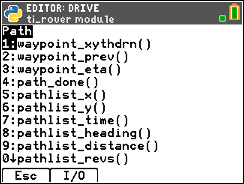 EDITOR: DRIVE
ti_rover module
Path
1:waypoint_xythdrn()
2:waypoint_prev()
3:waypoint_eta()
4:path_done()
5:pathlist_x()
6:pathlist_y()
7:pathlist_time()
8:pathlist_heading()
9:pathlist_distance()
0↓pathlist_revs()
Esc I/O